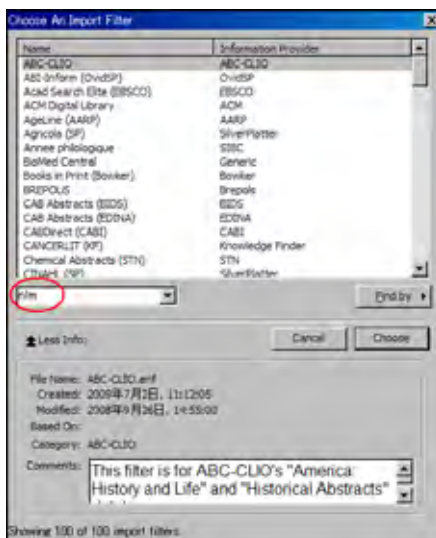 Choose An Import Filter
Name Information Provider
ABC-CLIO ABC-CLIO
ABI-Inform (OvidSP) OvidSP
Acad Search Elite (EBSCO) EBSCO
ACM Digital Library ACM
AgeLine (AARP) AARP
Agricola (SP) SilverPlatter
Annee philologique SIBC
BioMed Central Generic
Books in Print (Bowker) Bowker
BREPOLIS Brepols
CAB Abstracts (BIDS) BIDS
CAB Abstracts (EDINA) EDINA
CABDirect (CABI) CABI
CANCERLIT (KF) Knowledge Finder
Chemical Abstracts (STN) STN
CINAHL (SP) SilverPlatter
nlm Find by
Less Info: Cancel Choose
File Name: ABC-CLIO.enf
Created: 2009年7月2日, 11:12:05
Modified: 2008年9月26日, 14:55:00
Based On:
Category: ABC-CLIO
Comments: This filter is for ABC-CLIO's "America:
History and Life" and "Historical Abstracts"
Showing 100 of 100 import filters.